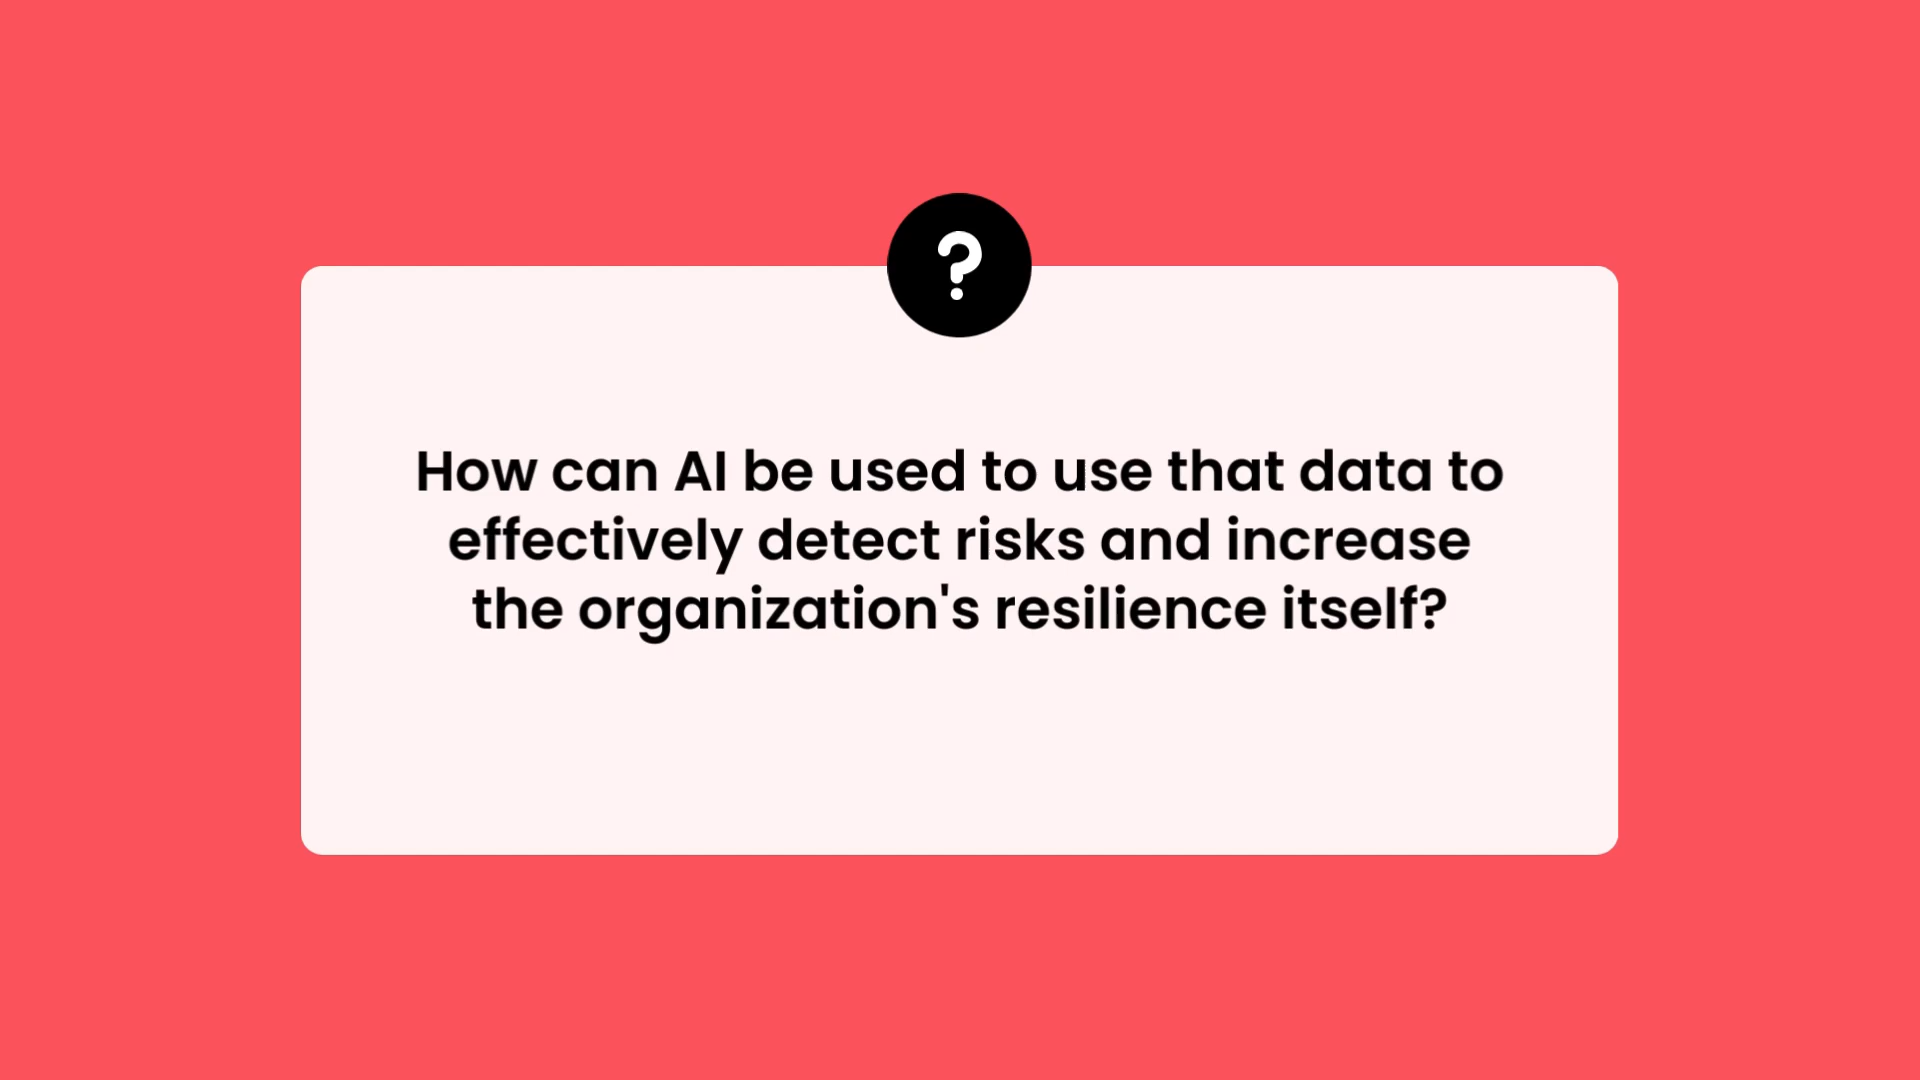 ?
How can AI be used to use that data to
effectively detect risks and increase
the organization's resilience itself?